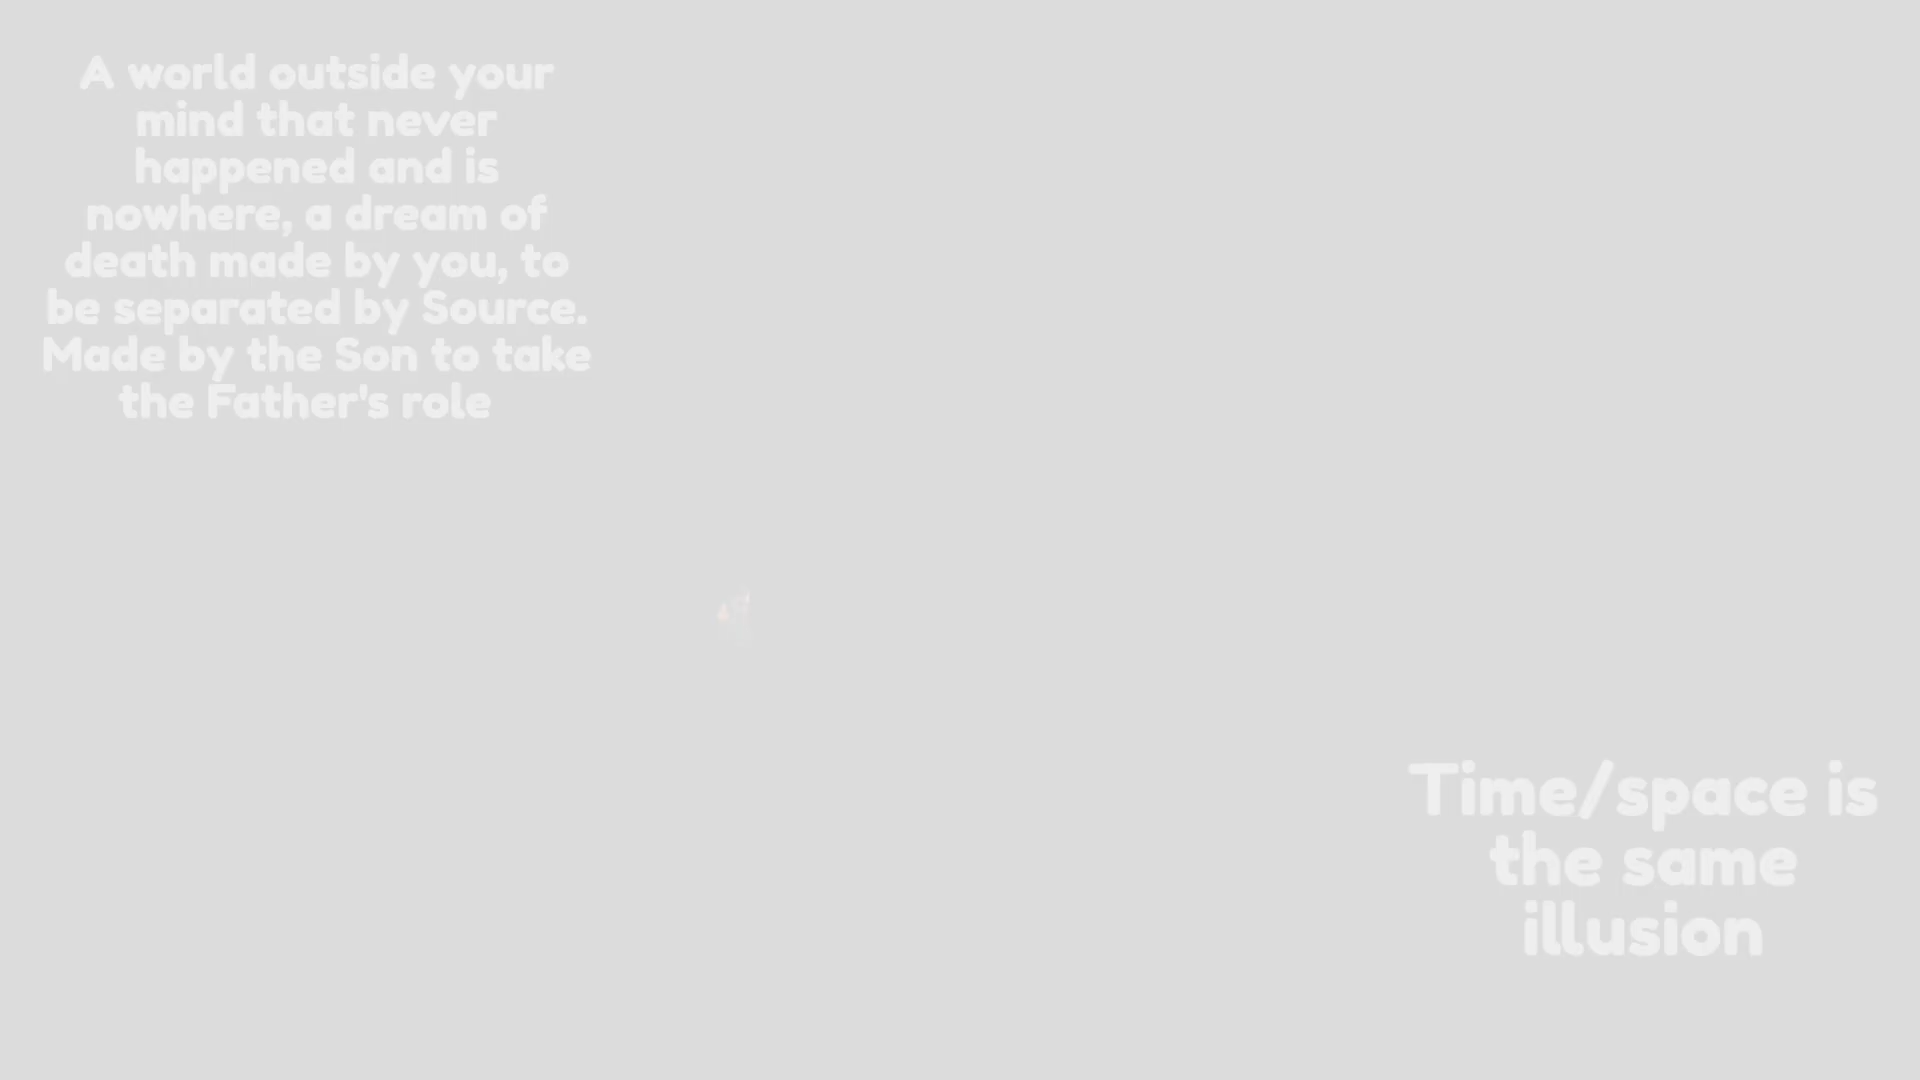 A world outside your
mind that never
happened and is
nowhere, a dream of
death made by you, to
be separated by Source.
Made by the Son to take
the Father's role
Time/space is
the same
illusion